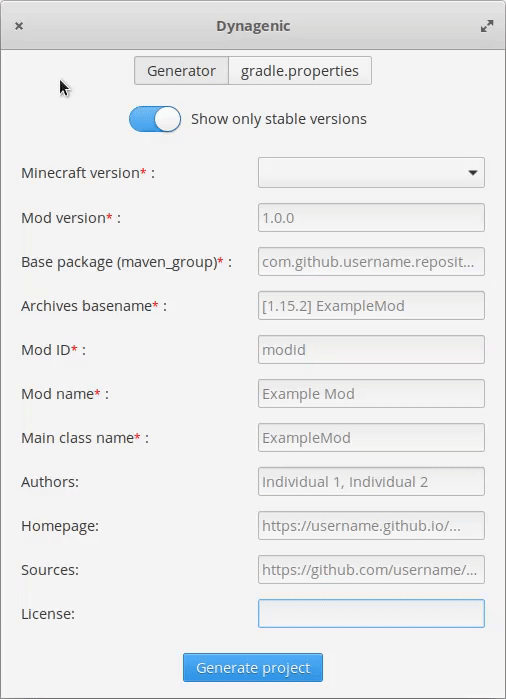 Dynagenic
Generator gradle.properties
Show only stable versions
Minecraft version* :
Mod version* : 1.0.0
Base package (maven_group)* : com.github.username.reposit...
Archives basename* : [1.15.2] ExampleMod
Mod ID* : modid
Mod name* : Example Mod
Main class name* : ExampleMod
Authors: Individual 1, Individual 2
Homepage: https://username.github.io/...
Sources: https://github.com/username/...
License:
Generate project